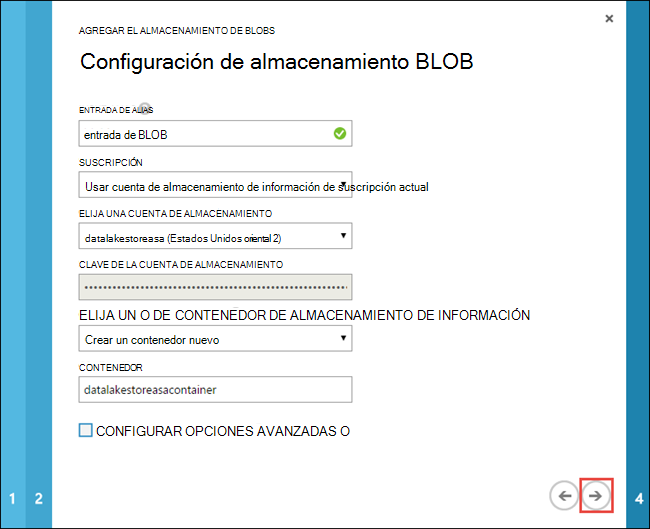 ×
AGREGAR EL ALMACENAMIENTO DE BLOBS
Configuración de almacenamiento BLOB
ENTRADA DE ALIAS
entrada de BLOB
SUSCRIPCIÓN
Usar cuenta de almacenamiento de información de suscripción actual
ELIJA UNA CUENTA DE ALMACENAMIENTO
datalakestoreasa (Estados Unidos oriental 2)
CLAVE DE LA CUENTA DE ALMACENAMIENTO
ELIJA UN O DE CONTENEDOR DE ALMACENAMIENTO DE INFORMACIÓN
Crear un contenedor nuevo
CONTENEDOR
datalakestoreasacontainer
CONFIGURAR OPCIONES AVANZADAS O
1 2 4